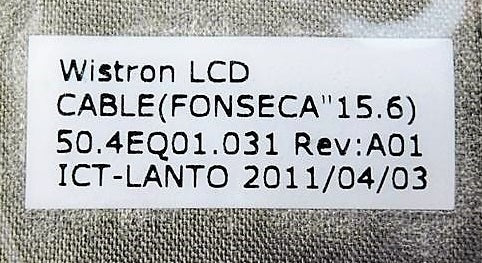 Wistron LCD
CABLE(FONSECA"15.6)
50.4EQ01.031 Rev:A01
ICT-LANTO 2011/04/03